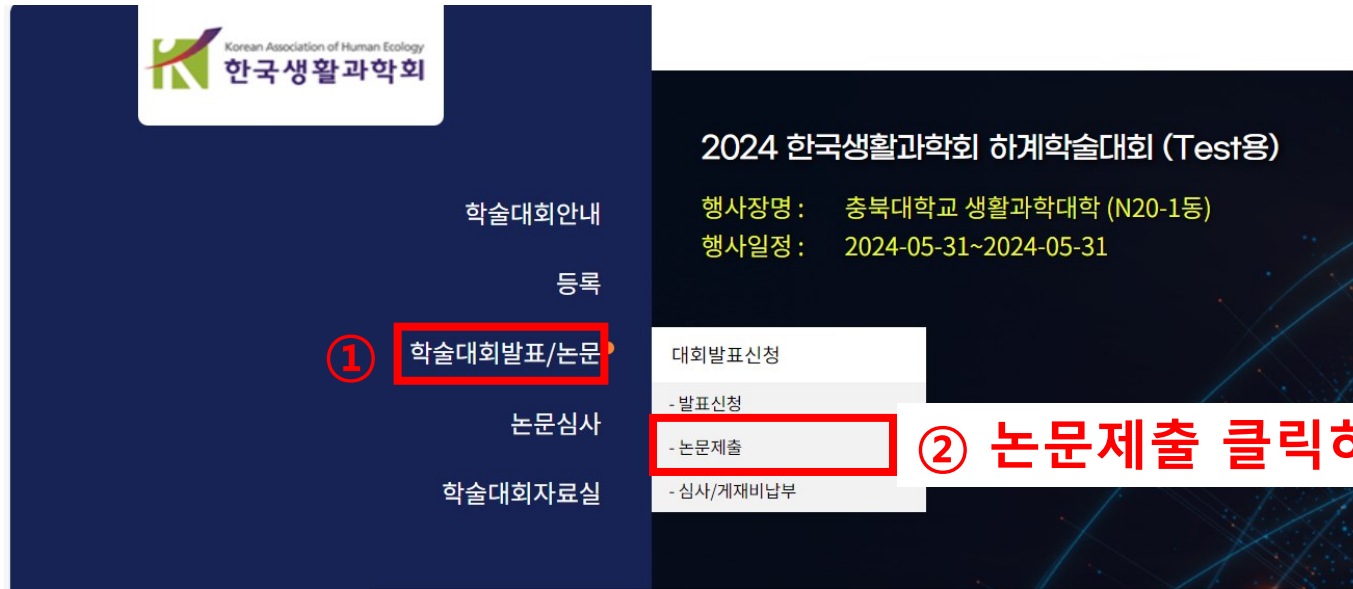 Korean Association of Human Ecology
한국생활과학회
2024 한국생활과학회 하계학술대회 (Test용)
행사장명 : 충북대학교 생활과학대학 (N20-1동)
행사일정 : 2024-05-31~2024-05-31
학술대회안내
등록
① 학술대회발표/논문
논문심사
학술대회자료실
대회발표신청
- 발표신청
- 논문제출
② 논문제출 클릭
- 심사/게재비납부